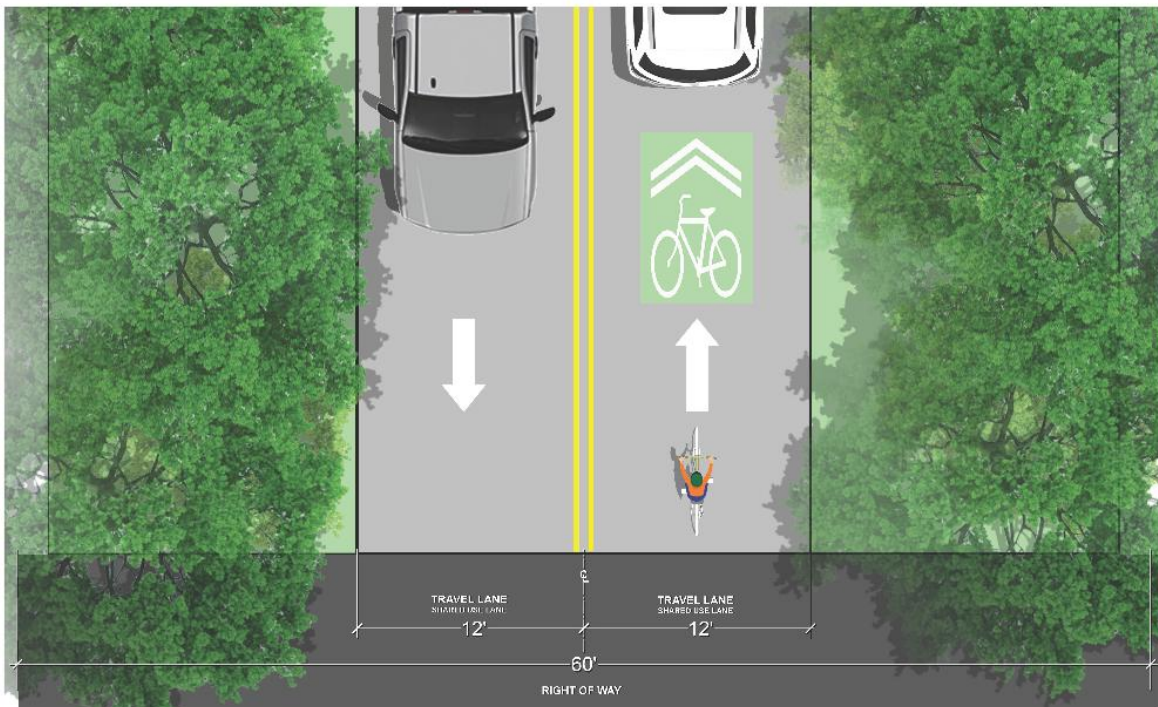 ℄
TRAVEL LANE
SHARED USE LANE
12'
TRAVEL LANE
SHARED USE LANE
12'
60'
RIGHT OF WAY